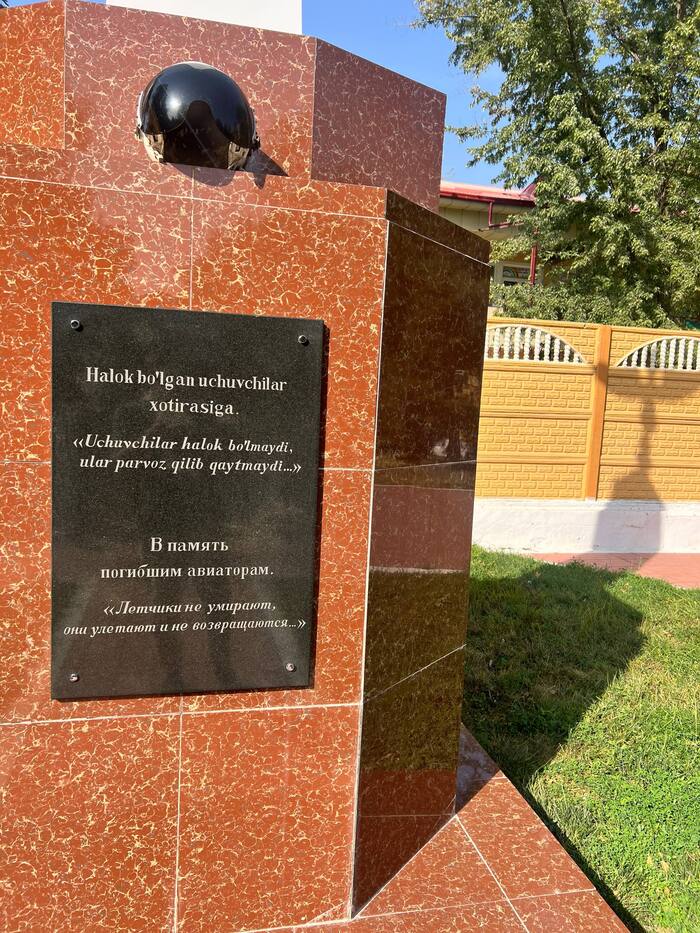 Halok bo'lgan uchuvchilar
xotirasiga.
«Uchuvchilar halok bo'lmaydi,
ular parvoz qilib qaytmaydi...»
В память
погибшим авиаторам.
«Летчики не умирают,
они улетают и не возвращаются...»